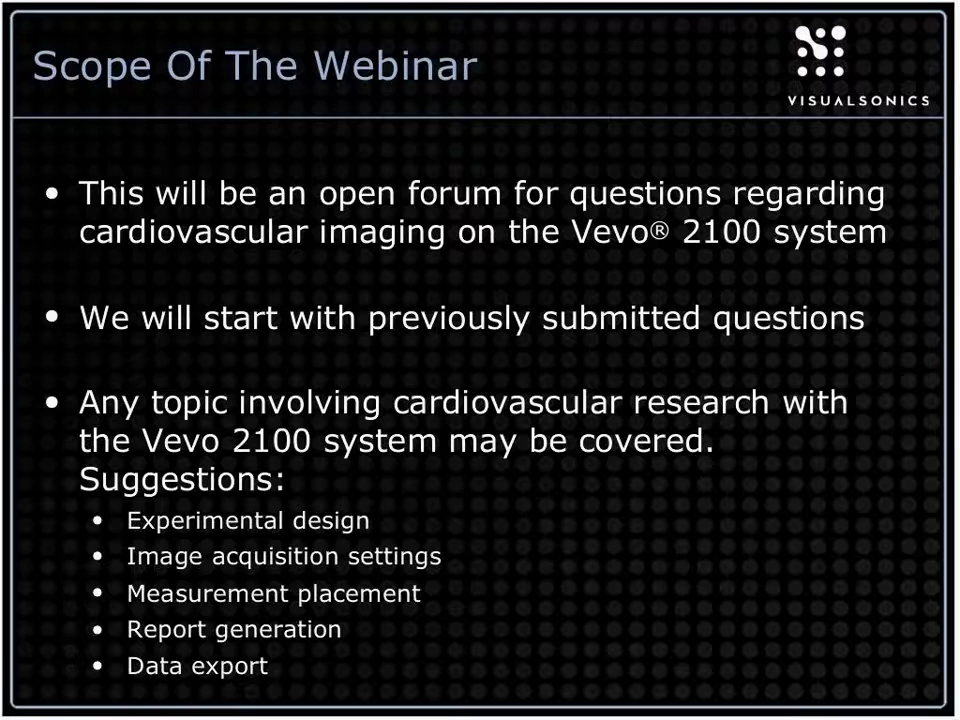 Scope Of The Webinar
VISUALSONICS
• This will be an open forum for questions regarding
cardiovascular imaging on the Vevo® 2100 system
• We will start with previously submitted questions
• Any topic involving cardiovascular research with
the Vevo 2100 system may be covered.
Suggestions:
• Experimental design
• Image acquisition settings
• Measurement placement
• Report generation
• Data export